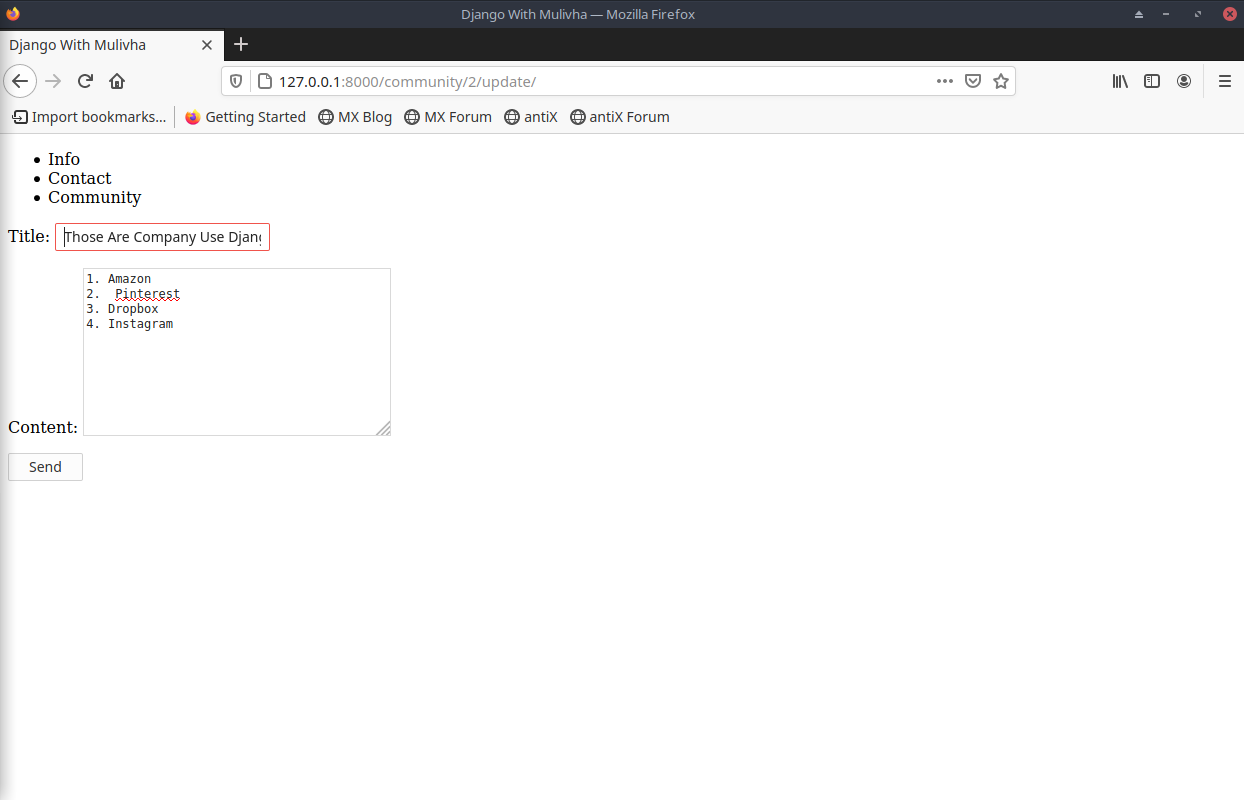 Django With Mulivha — Mozilla Firefox
Django With Mulivha
127.0.0.1:8000/community/2/update/
Import bookmarks... Getting Started MX Blog MX Forum antiX antiX Forum
Info
Contact
Community
Title: Those Are Company Use Djang
1. Amazon
2.  Pinterest
3. Dropbox
4. Instagram
Content:
Send